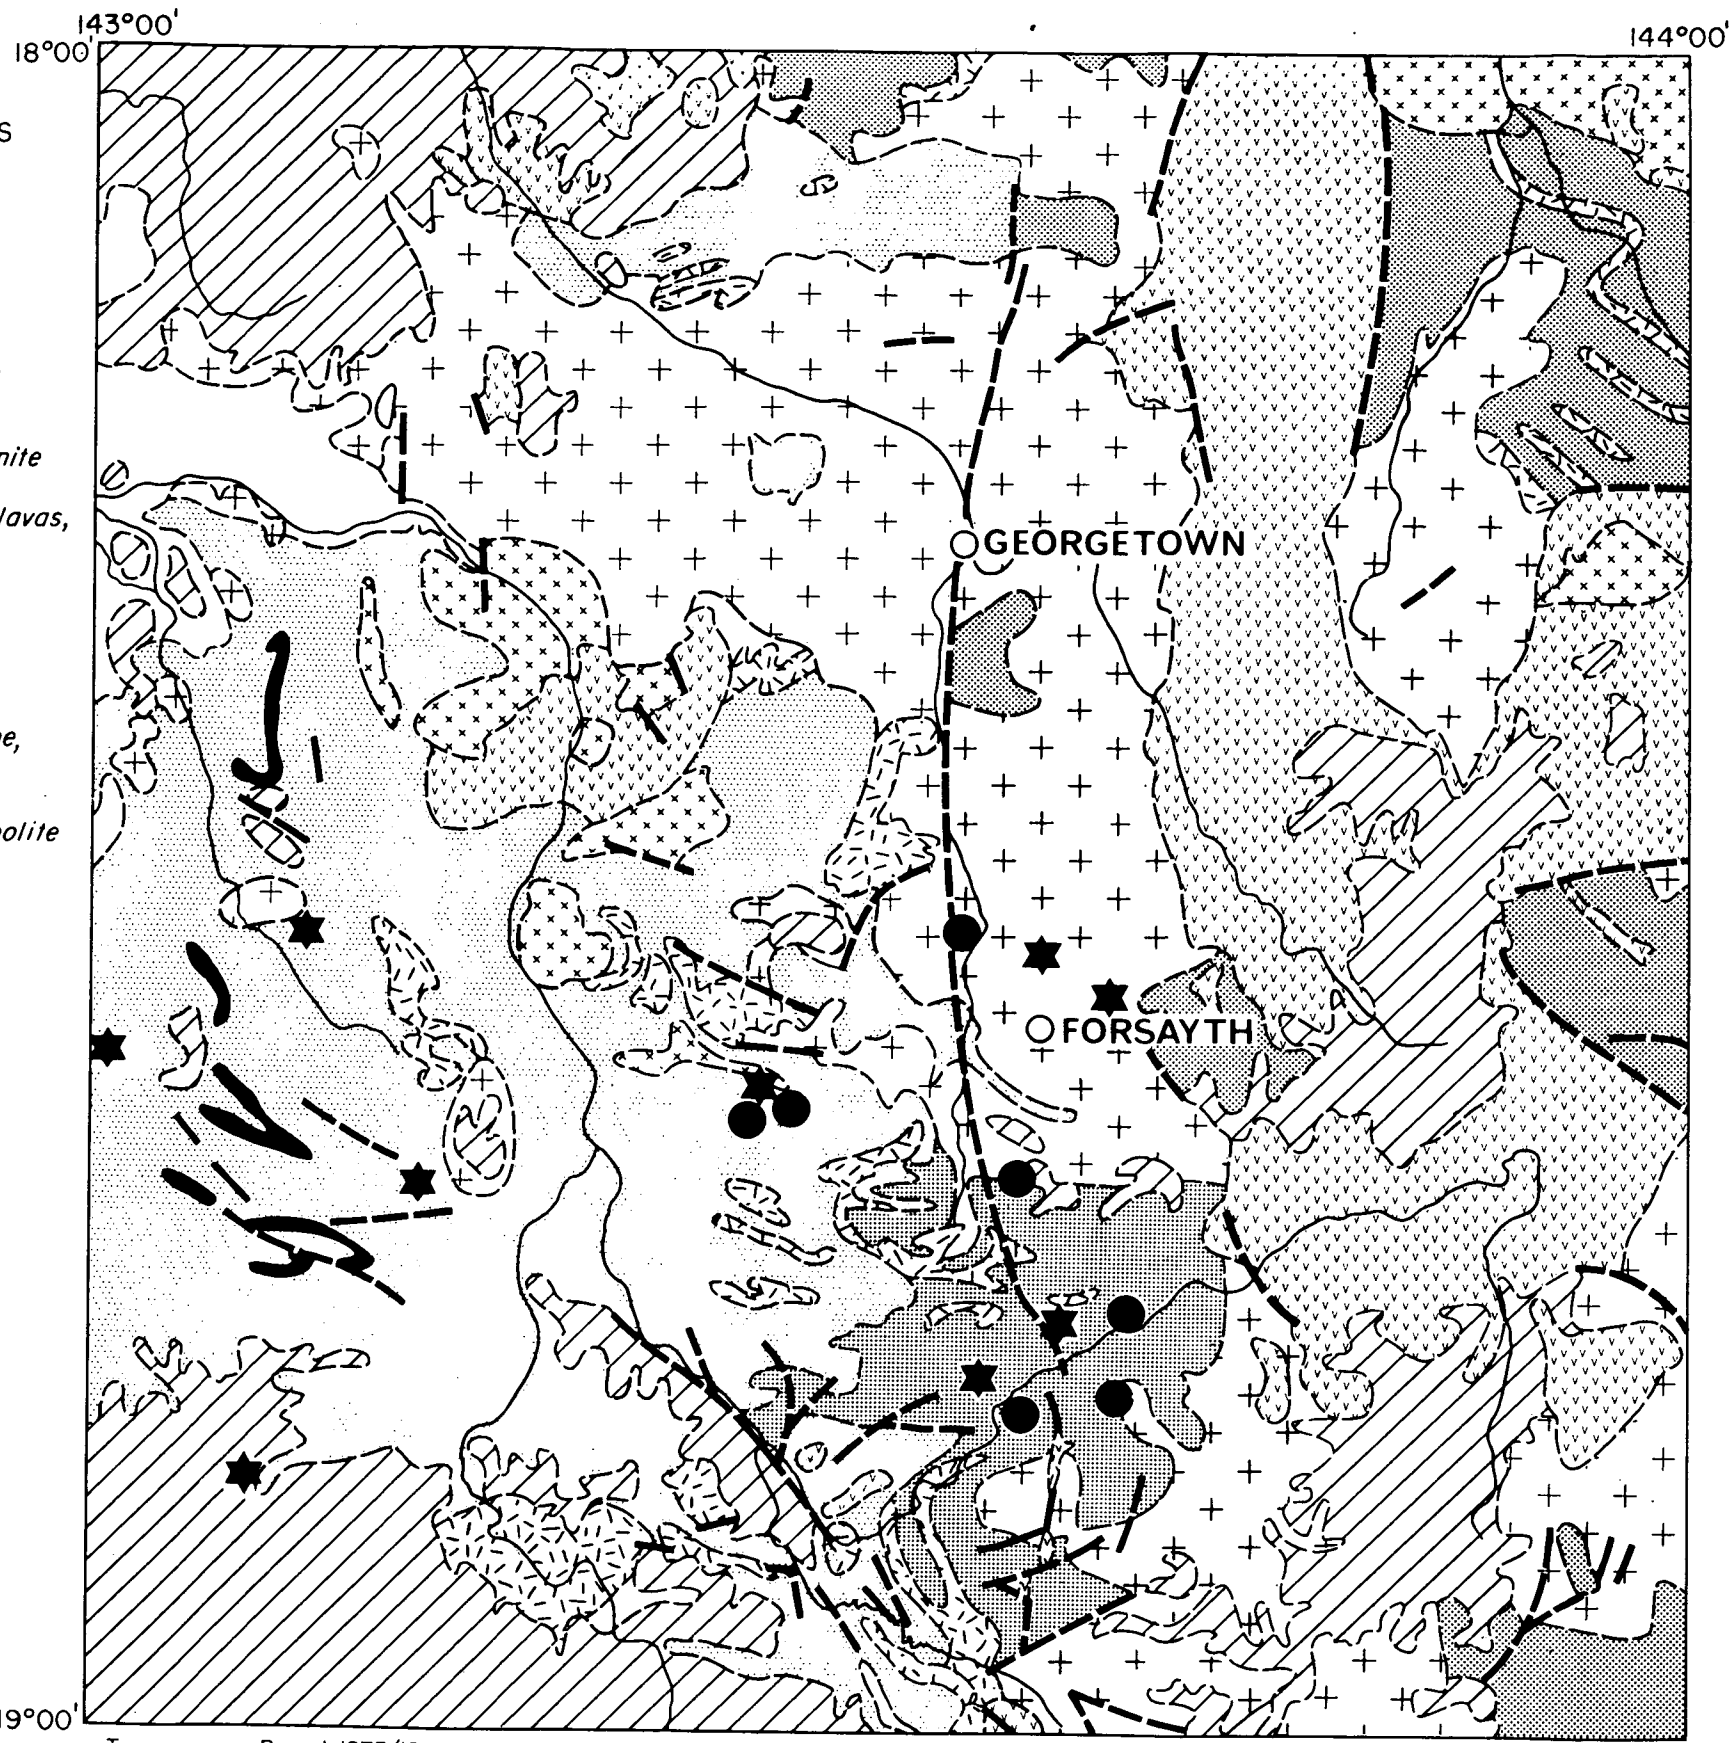 143°00'
144°00'
18°00'
S
nite
lavas,
GEORGETOWN
e,
olite
FORSAYTH
19°00'